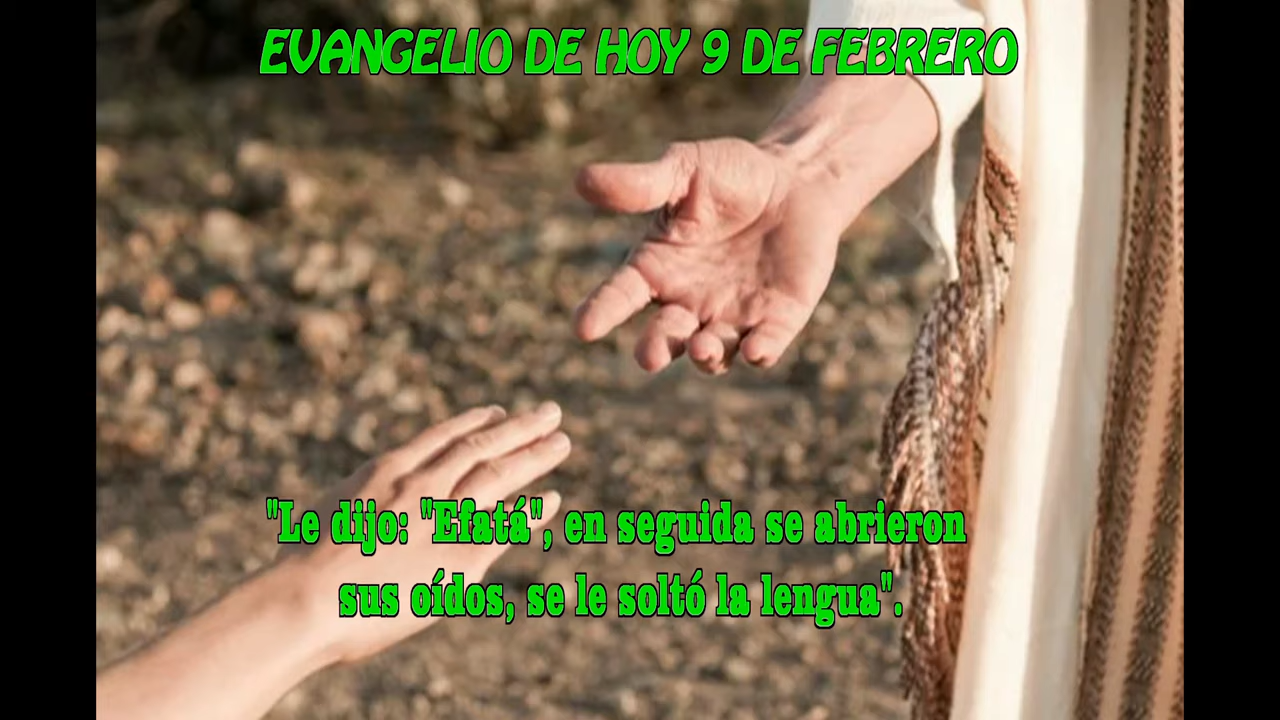 EVANGELIO DE HOY 9 DE FEBRERO
"Le dijo: "Efatá", en seguida se abrieron
sus oídos, se le soltó la lengua".